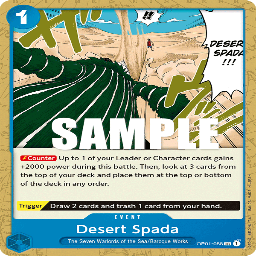 1
!!
DESERT
SPADA
!!!
SAMPLE
Counter Up to 1 of your Leader or Character cards gains
+2000 power during this battle. Then, look at 3 cards from
the top of your deck and place them at the top or bottom
of the deck in any order.
Trigger Draw 2 cards and trash 1 card from your hand.
EVENT
Desert Spada
The Seven Warlords of the Sea/Baroque Works